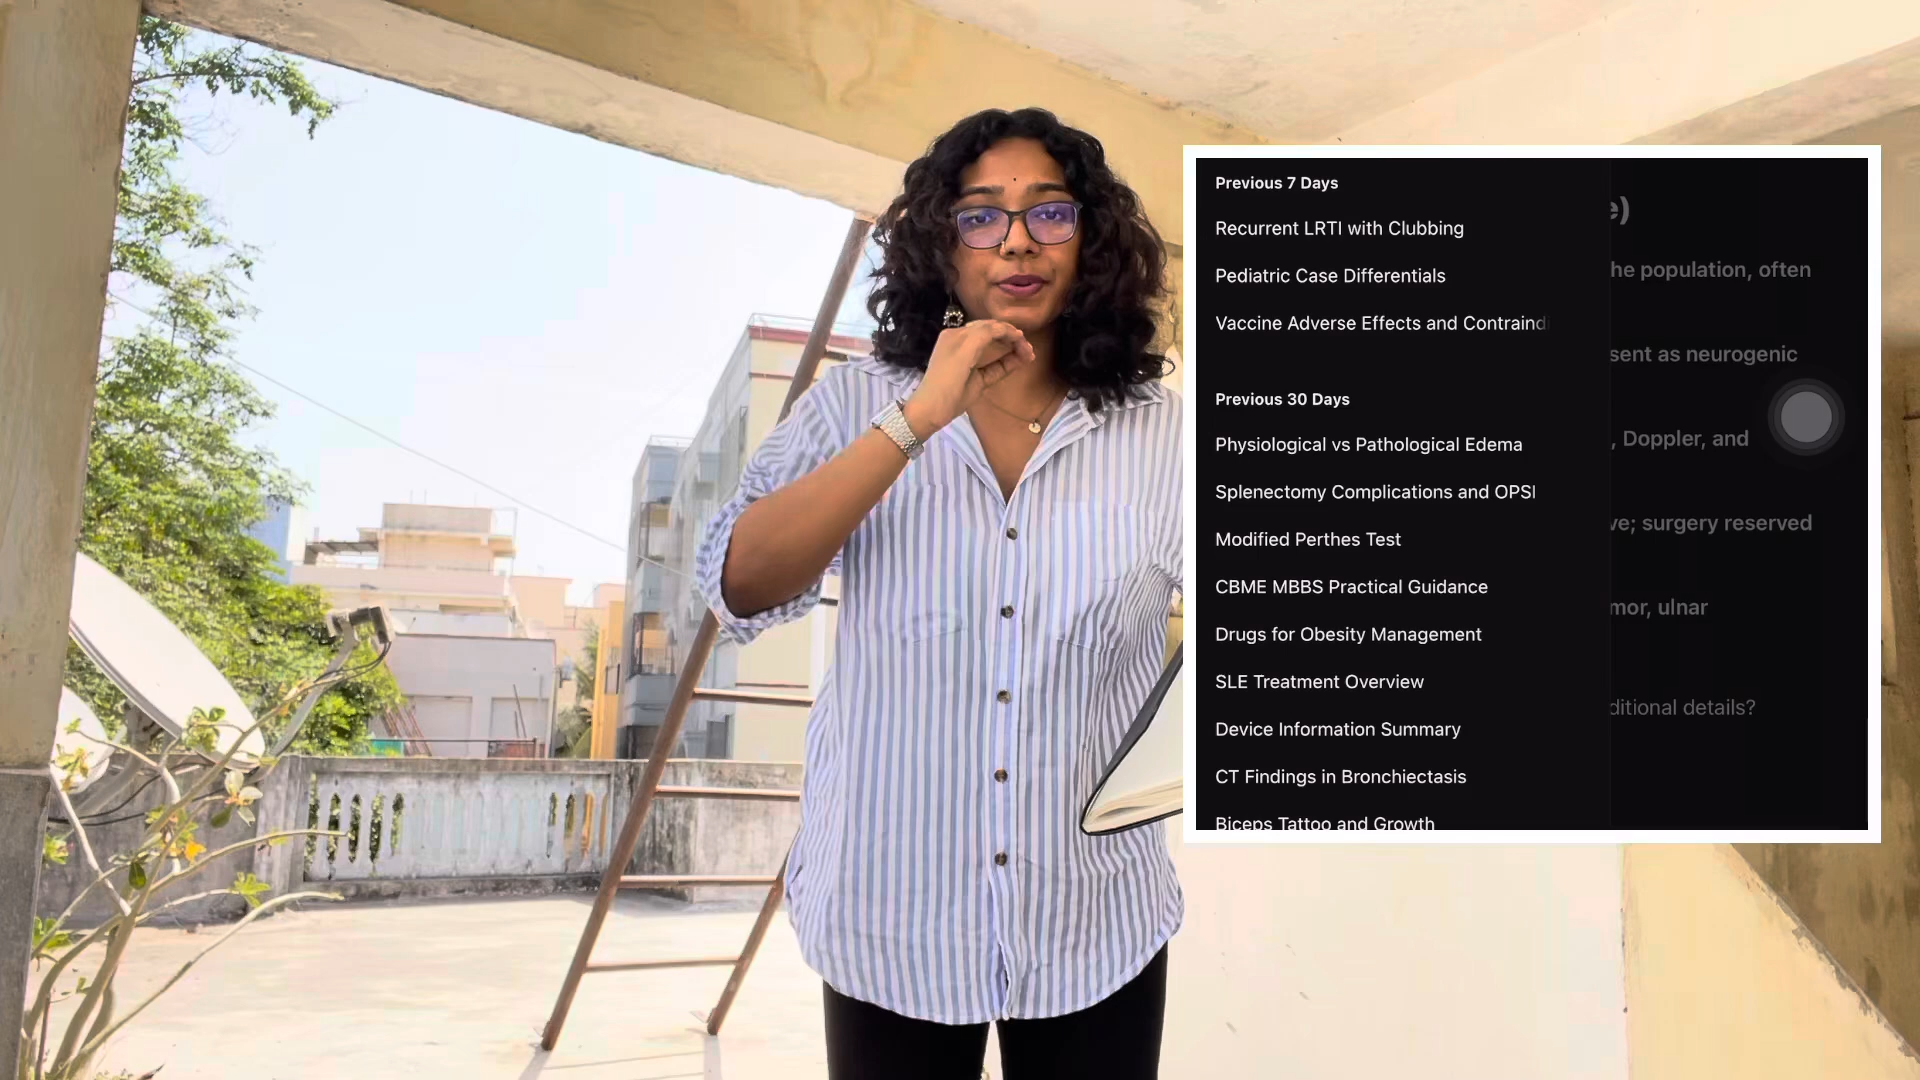 Previous 7 Days
Recurrent LRTI with Clubbing
Pediatric Case Differentials
Vaccine Adverse Effects and
Previous 30 Days
Physiological vs Pathological Edema
Splenectomy Complications and OPSI
Modified Perthes Test
CBME MBBS Practical Guidance
Drugs for Obesity Management
SLE Treatment Overview
Device Information Summary
CT Findings in Bronchiectasis
Biceps Tattoo and Growth
e)
he population, often
sent as neurogenic
, Doppler, and
ve; surgery reserved
mor, ulnar
ditional details?